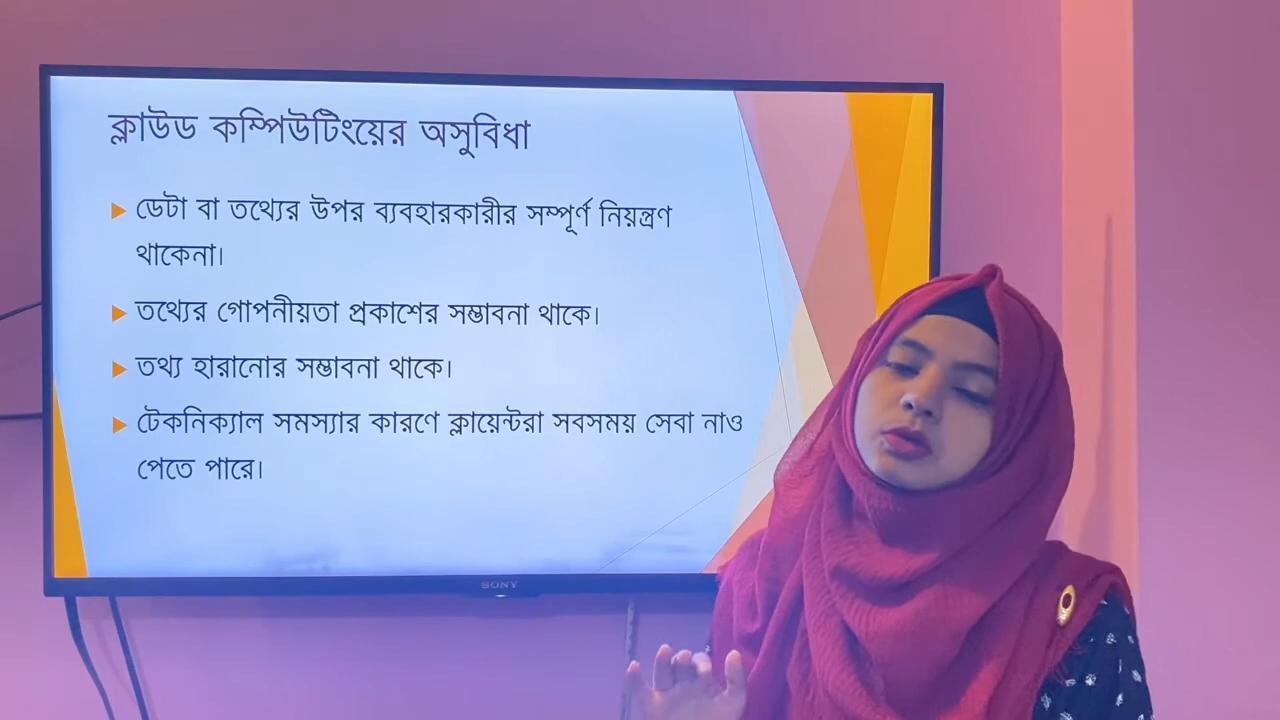 ক্লাউড কম্পিউটিংয়ের অসুবিধা
ডেটা বা তথ্যের উপর ব্যবহারকারীর সম্পূর্ণ নিয়ন্ত্রণ
থাকেনা।
তথ্যের গোপনীয়তা প্রকাশের সম্ভাবনা থাকে।
তথ্য হারানোর সম্ভাবনা থাকে।
টেকনিক্যাল সমস্যার কারণে ক্লায়েন্টরা সবসময় সেবা নাও
পেতে পারে।
SONY